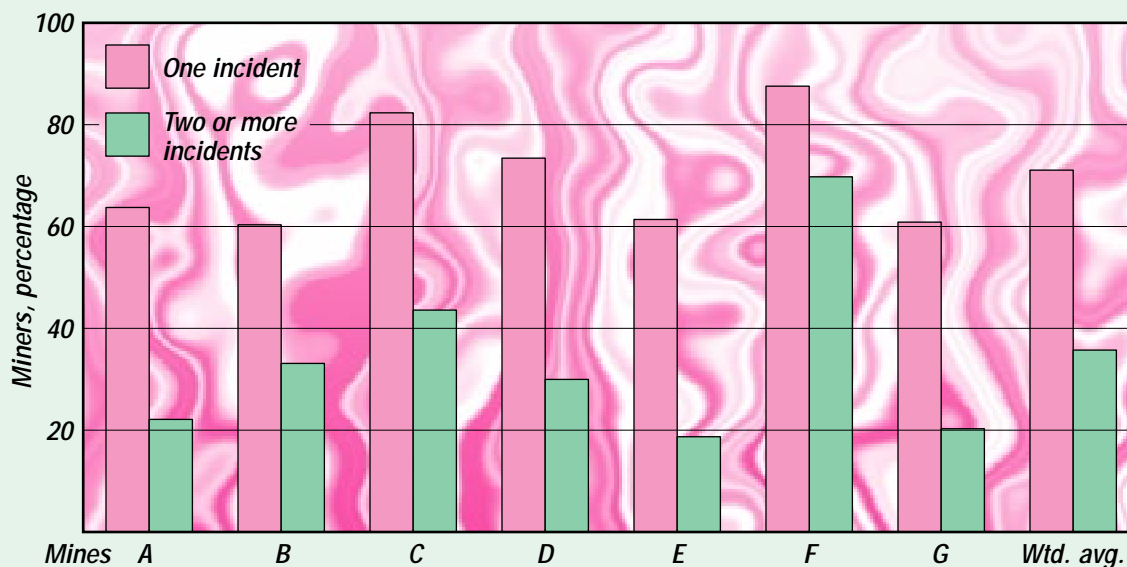 100
80
60
40
20
Miners, percentage
One incident
Two or more
incidents
Mines A B C D E F G Wtd. avg.